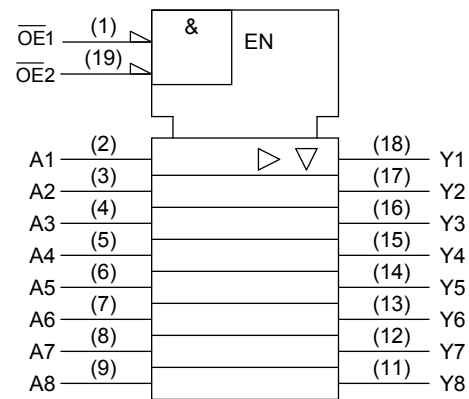 OE1 (1) & EN
OE2 (19)
A1 (2) (18) Y1
A2 (3) (17) Y2
A3 (4) (16) Y3
A4 (5) (15) Y4
A5 (6) (14) Y5
A6 (7) (13) Y6
A7 (8) (12) Y7
A8 (9) (11) Y8